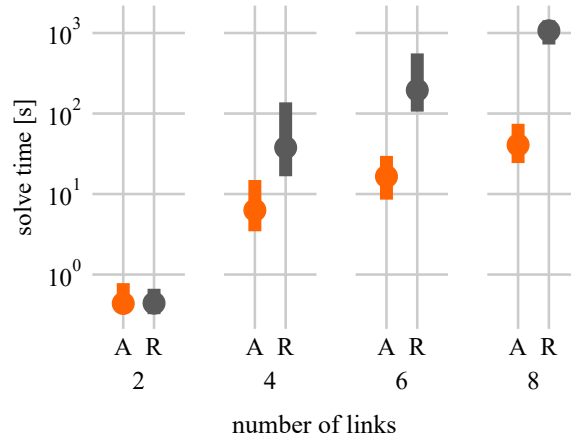 solve time [s]
10³
10²
10¹
10⁰
A R A R A R A R
2 4 6 8
number of links